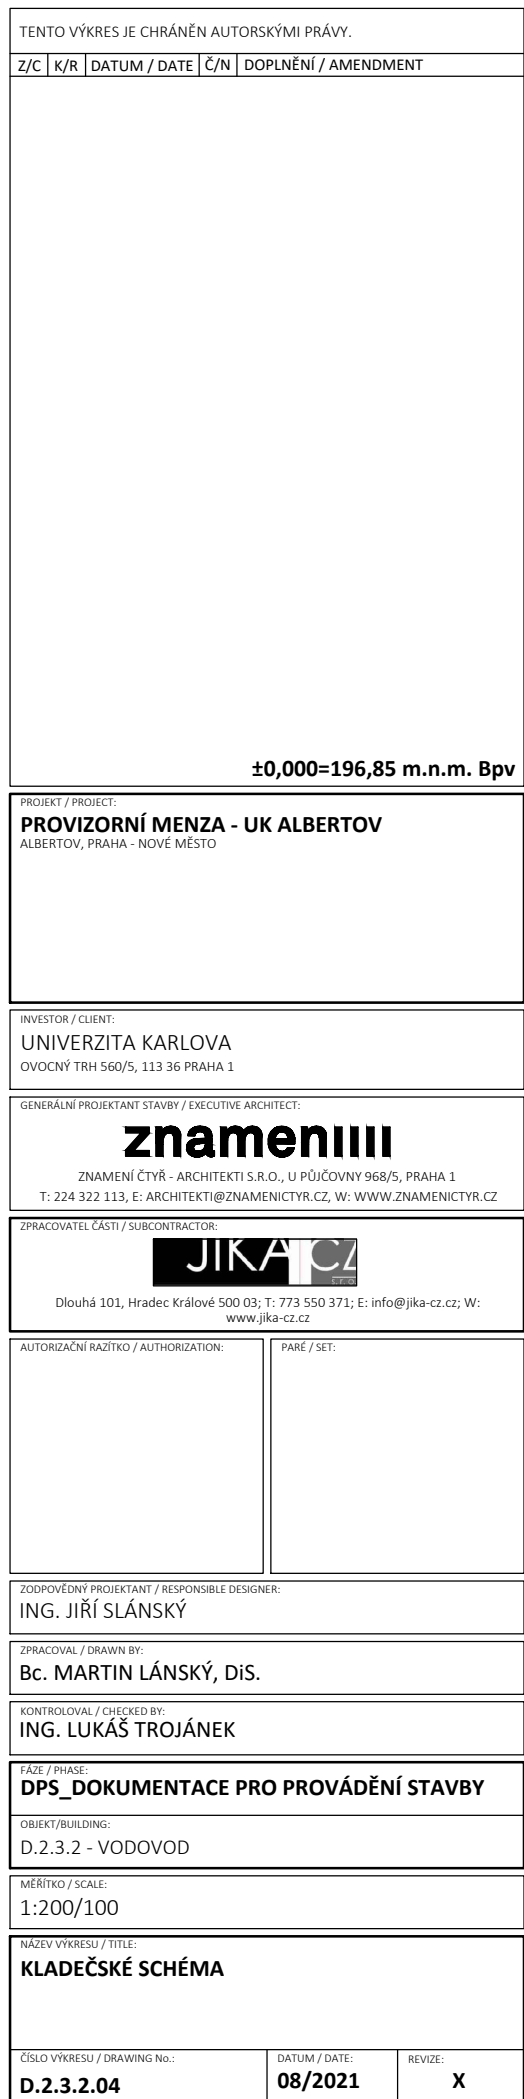 TENTO VÝKRES JE CHRÁNĚN AUTORSKÝMI PRÁVY.
Z/C K/R DATUM / DATE Č/N DOPLNĚNÍ / AMENDMENT
±0,000=196,85 m.n.m. Bpv
PROJEKT / PROJECT:
PROVIZORNÍ MENZA - UK ALBERTOV
ALBERTOV, PRAHA - NOVÉ MĚSTO
INVESTOR / CLIENT:
UNIVERZITA KARLOVA
OVOCNÝ TRH 560/5, 113 36 PRAHA 1
GENERÁLNÍ PROJEKTANT STAVBY / EXECUTIVE ARCHITECT:
znameniIII
ZNAMENÍ ČTYŘ - ARCHITEKTI S.R.O., U PŮJČOVNY 968/5, PRAHA 1
T: 224 322 113, E: ARCHITEKTI@ZNAMENICTYR.CZ, W: WWW.ZNAMENICTYR.CZ
ZPRACOVATEL ČÁSTI / SUBCONTRACTOR:
JIKA CZ
s.r.o.
Dlouhá 101, Hradec Králové 500 03; T: 773 550 371; E: info@jika-cz.cz; W:
www.jika-cz.cz
AUTORIZAČNÍ RAZÍTKO / AUTHORIZATION: PARÉ / SET:
ZODPOVĚDNÝ PROJEKTANT / RESPONSIBLE DESIGNER:
ING. JIŘÍ SLÁNSKÝ
ZPRACOVAL / DRAWN BY:
Bc. MARTIN LÁNSKÝ, DiS.
KONTROLOVAL / CHECKED BY:
ING. LUKÁŠ TROJÁNEK
FÁZE / PHASE:
DPS_DOKUMENTACE PRO PROVÁDĚNÍ STAVBY
OBJEKT/BUILDING:
D.2.3.2 - VODOVOD
MĚŘÍTKO / SCALE:
1:200/100
NÁZEV VÝKRESU / TITLE:
KLADEČSKÉ SCHÉMA
ČÍSLO VÝKRESU / DRAWING No.: DATUM / DATE: REVIZE:
D.2.3.2.04 08/2021 X